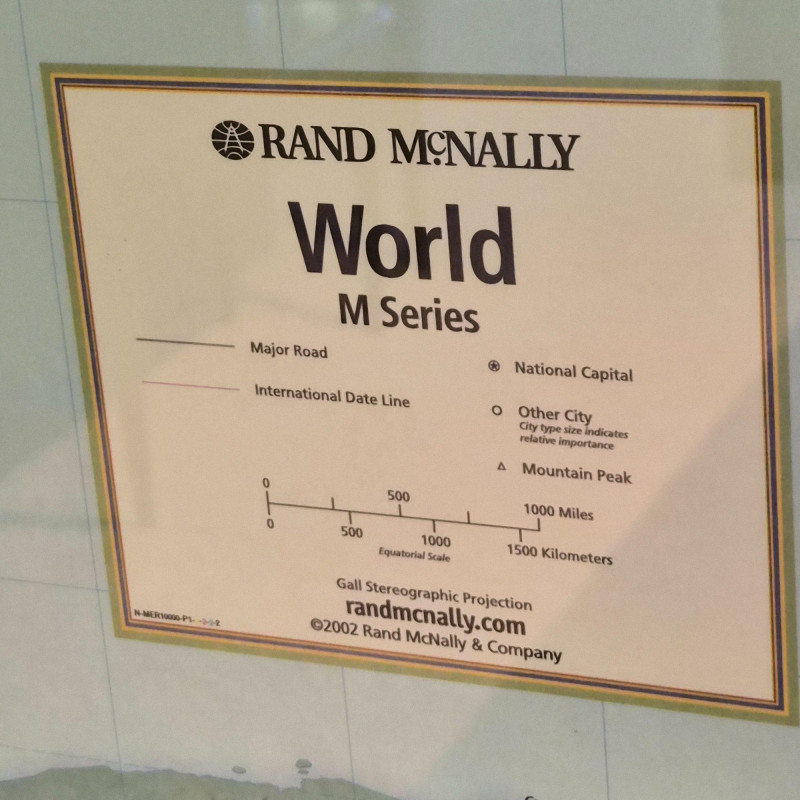 RAND McNALLY
World
M Series
Major Road
International Date Line
National Capital
Other City
City type size indicates
relative importance
Mountain Peak
0 500 1000 Miles
0 500 1000 1500 Kilometers
Equatorial Scale
Gall Stereographic Projection
randmcnally.com
©2002 Rand McNally & Company